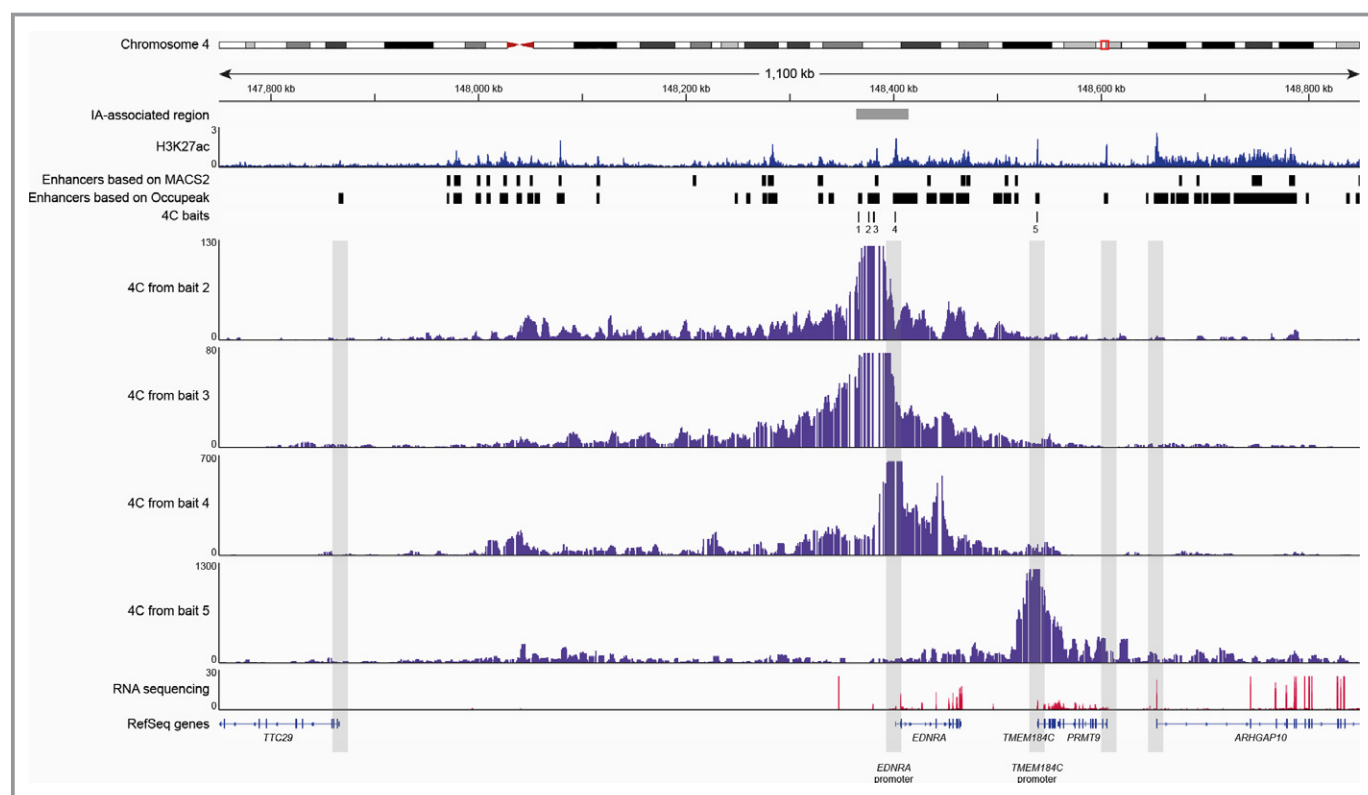 Chromosome 4
1,100 kb
147,800 kb 148,000 kb 148,200 kb 148,400 kb 148,600 kb 148,800 kb
IA-associated region
3
H3K27ac
0
Enhancers based on MACS2
Enhancers based on Occupeak
4C baits
1 2 3 4 5
130
4C from bait 2
0
80
4C from bait 3
0
700
4C from bait 4
0
1300
4C from bait 5
0
30
RNA sequencing
0
RefSeq genes
TTC29 EDNRA TMEM184C PRMT9 ARHGAP10
EDNRA TMEM184C
promoter promoter